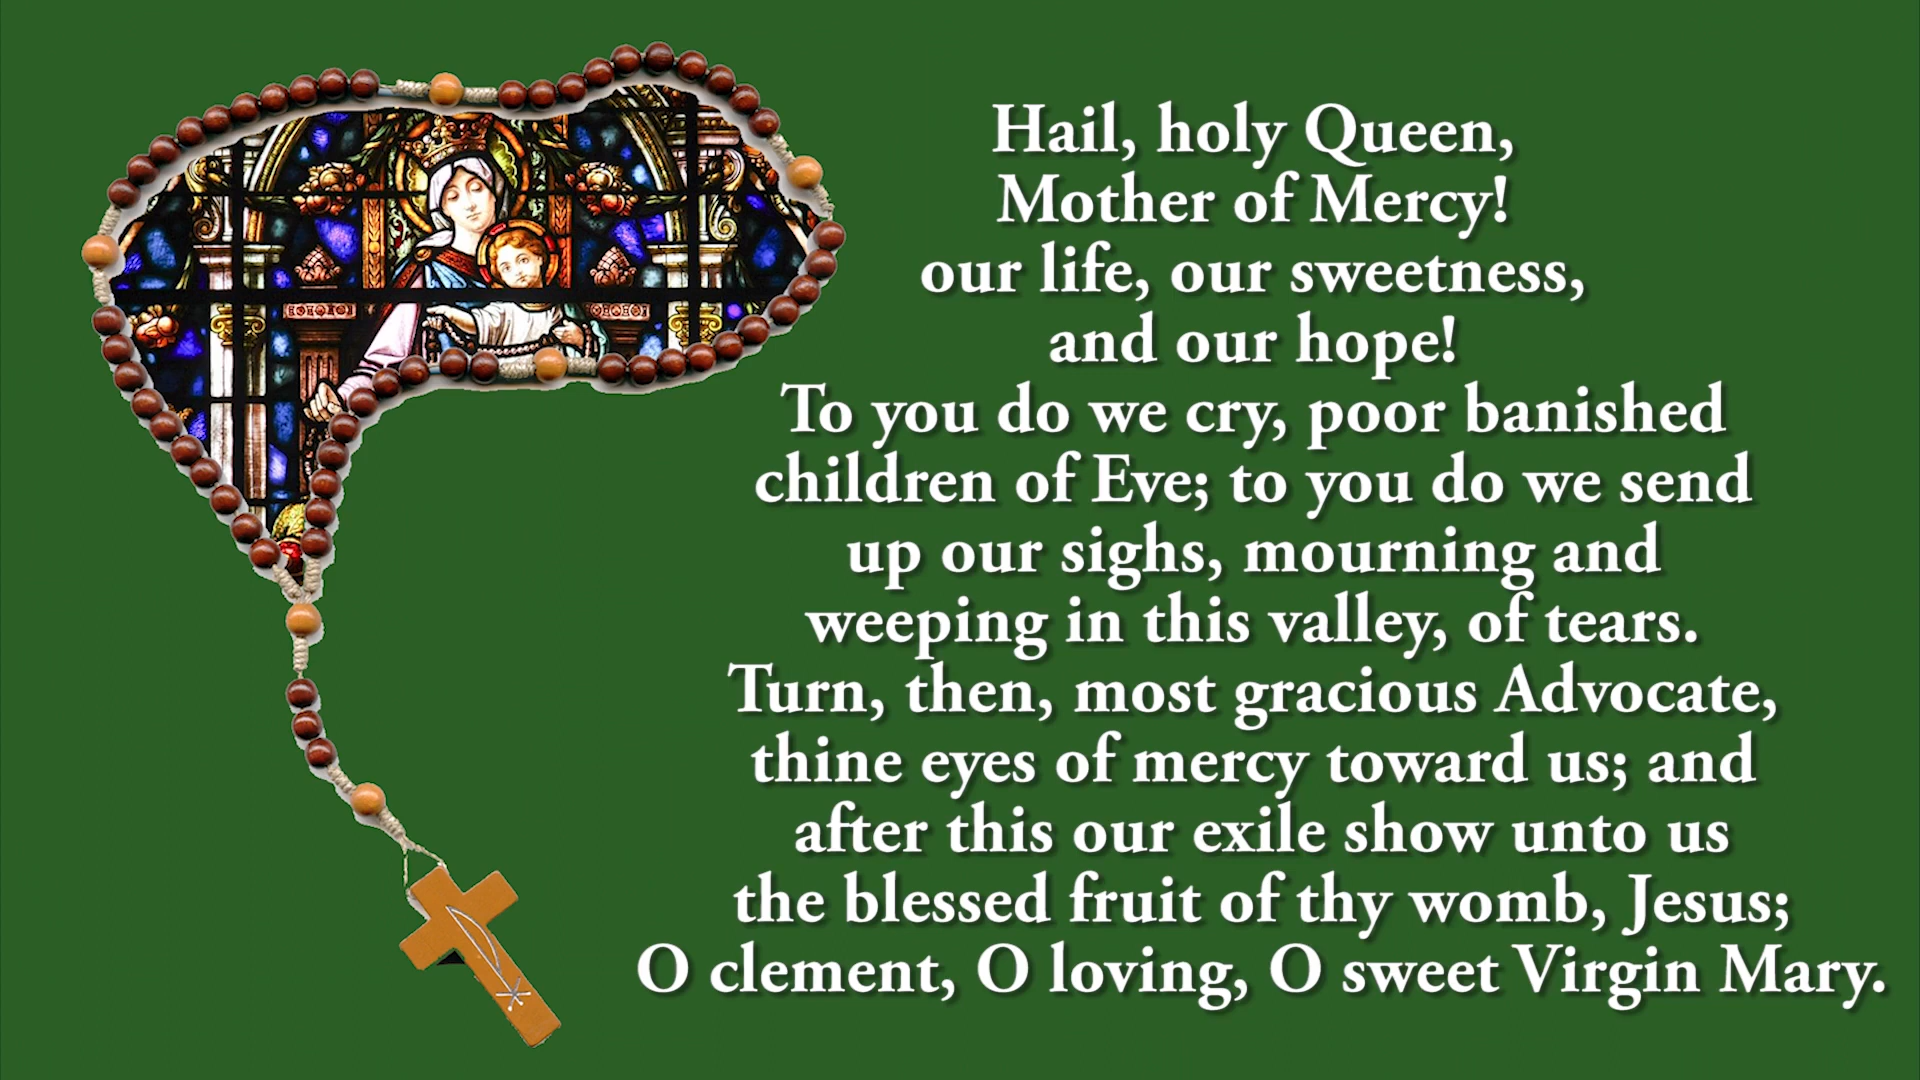 Hail, holy Queen,
Mother of Mercy!
our life, our sweetness,
and our hope!
To you do we cry, poor banished
children of Eve; to you do we send
up our sighs, mourning and
weeping in this valley, of tears.
Turn, then, most gracious Advocate,
thine eyes of mercy toward us; and
after this our exile show unto us
the blessed fruit of thy womb, Jesus;
O clement, O loving, O sweet Virgin Mary.